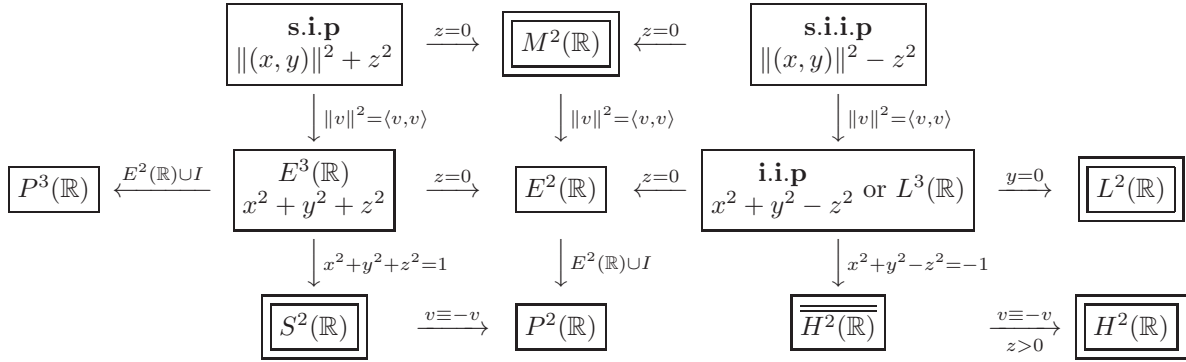 s.i.p
‖(x, y)‖² + z²
z=0
M²(ℝ)
z=0
s.i.i.p
‖(x, y)‖² − z²
‖v‖²=⟨v,v⟩
‖v‖²=⟨v,v⟩
‖v‖²=⟨v,v⟩
P³(ℝ)
E²(ℝ)∪I
E³(ℝ)
x² + y² + z²
z=0
E²(ℝ)
z=0
i.i.p
x² + y² − z² or L³(ℝ)
y=0
L²(ℝ)
x²+y²+z²=1
E²(ℝ)∪I
x²+y²−z²=−1
S²(ℝ)
v≡−v
P²(ℝ)
H²(ℝ)
v≡−v
z>0
H²(ℝ)